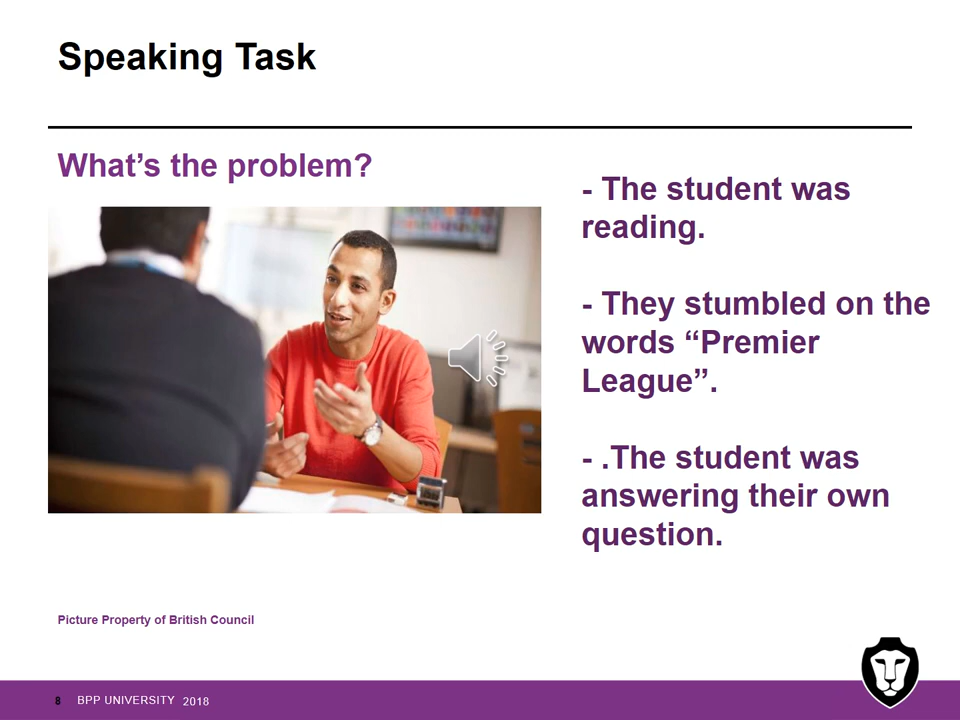 Speaking Task
What’s the problem?
- The student was
reading.
- They stumbled on the
words “Premier
League”.
- .The student was
answering their own
question.
Picture Property of British Council
8 BPP UNIVERSITY 2018